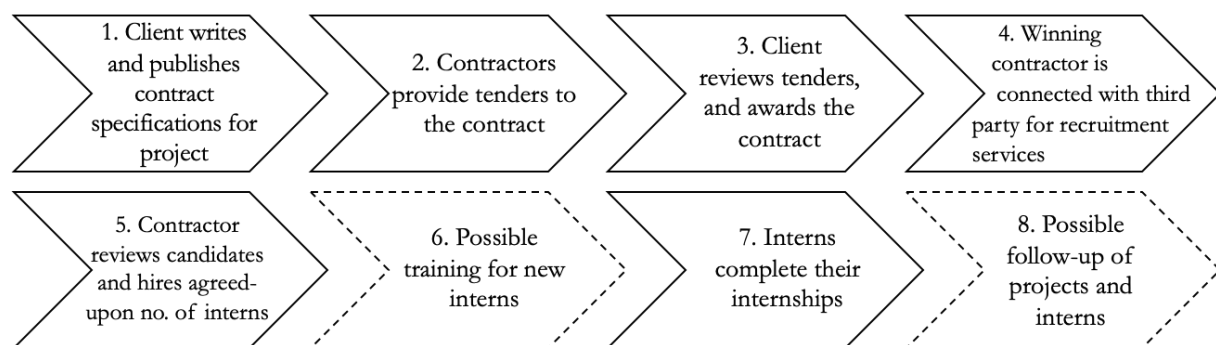 1. Client writes
and publishes
contract
specifications for
project
2. Contractors
provide tenders to
the contract
3. Client
reviews tenders,
and awards the
contract
4. Winning
contractor is
connected with third
party for recruitment
services
5. Contractor
reviews candidates
and hires agreed-
upon no. of interns
6. Possible
training for new
interns
7. Interns
complete their
internships
8. Possible
follow-up of
projects and
interns